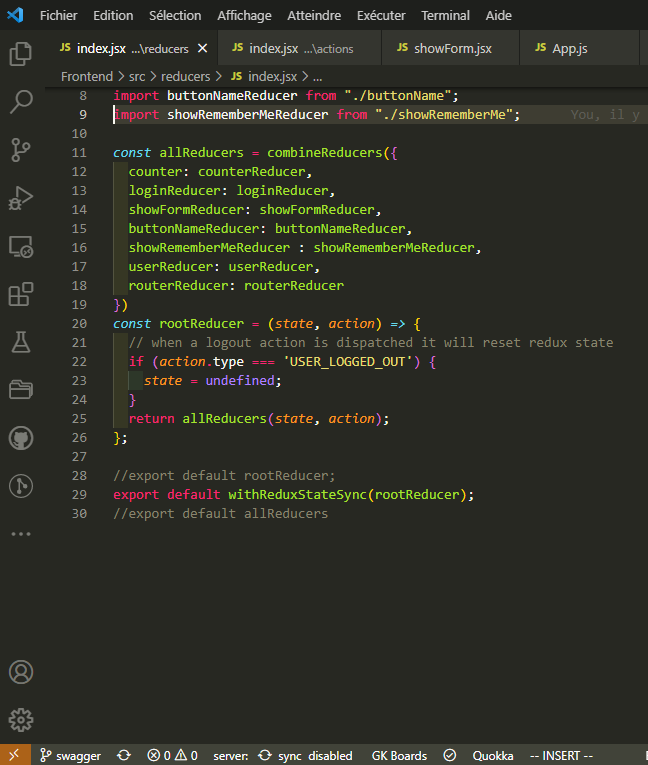 Fichier Edition Sélection Affichage Atteindre Exécuter Terminal Aide
JS index.jsx ...\reducers JS index.jsx ...\actions JS showForm.jsx JS App.js
Frontend > src > reducers > JS index.jsx > ...
8 import buttonNameReducer from "./buttonName";
9 import showRememberMeReducer from "./showRememberMe"; You, il y
10
11 const allReducers = combineReducers({
12 counter: counterReducer,
13 loginReducer: loginReducer,
14 showFormReducer: showFormReducer,
15 buttonNameReducer: buttonNameReducer,
16 showRememberMeReducer : showRememberMeReducer,
17 userReducer: userReducer,
18 routerReducer: routerReducer
19 })
20 const rootReducer = (state, action) => {
21 // when a logout action is dispatched it will reset redux state
22 if (action.type === 'USER_LOGGED_OUT') {
23 state = undefined;
24 }
25 return allReducers(state, action);
26 };
27
28 //export default rootReducer;
29 export default withReduxStateSync(rootReducer);
30 //export default allReducers
swagger 0 0 server: sync disabled GK Boards Quokka -- INSERT --